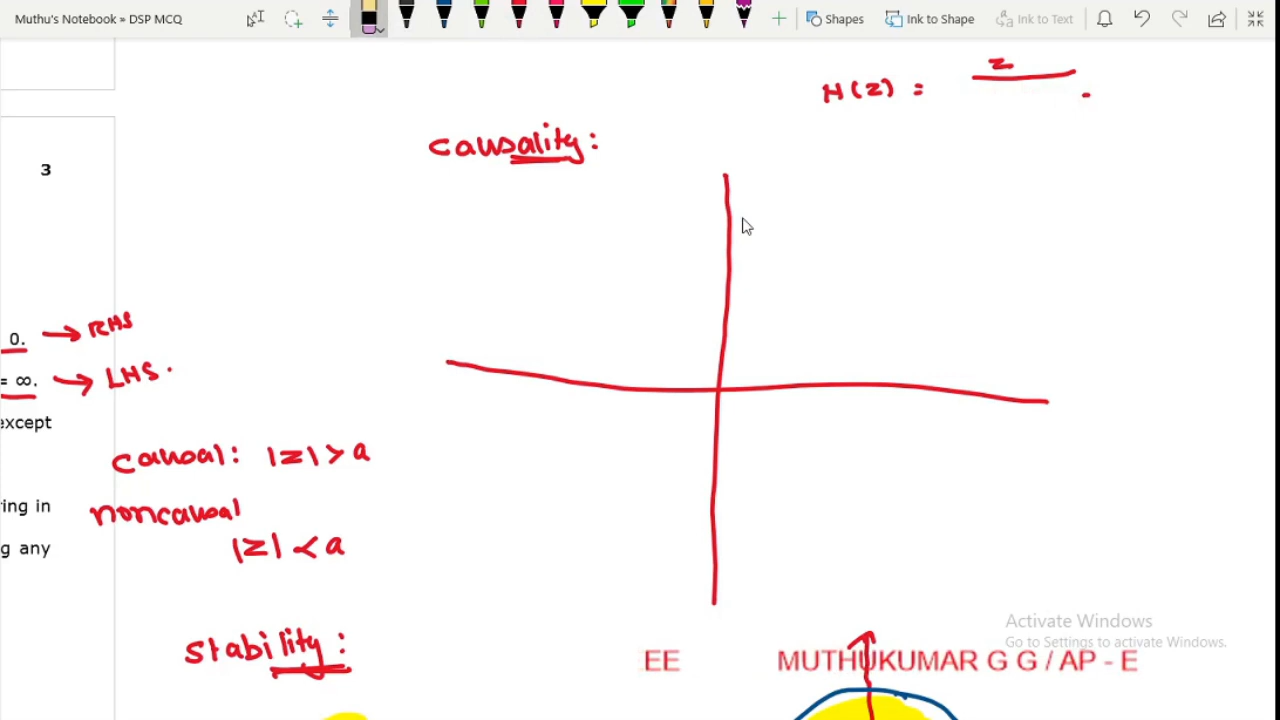 Muthu's Notebook » DSP MCQ
Shapes
Ink to Shape
Ink to Text
z
H(z) =
causality:
3
0. → RHS
= ∞. → LHS.
except
causal: |z| > a
ring in
noncausal
|z| < a
g any
stability:
Activate Windows
Go to Settings to activate Windows.
EE MUTHUKUMAR G G / AP - E